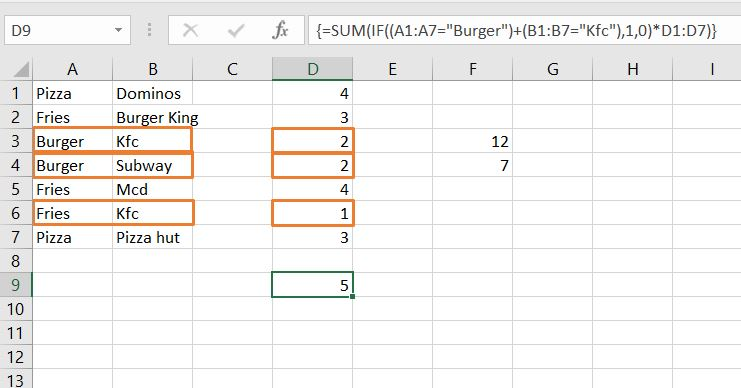 D9 fx {=SUM(IF((A1:A7="Burger")+(B1:B7="Kfc"),1,0)*D1:D7)}
A B C D E F G H I
1 Pizza Dominos 4
2 Fries Burger King 3
3 Burger Kfc 2 12
4 Burger Subway 2 7
5 Fries Mcd 4
6 Fries Kfc 1
7 Pizza Pizza hut 3
8
9 5
10
11
12
13